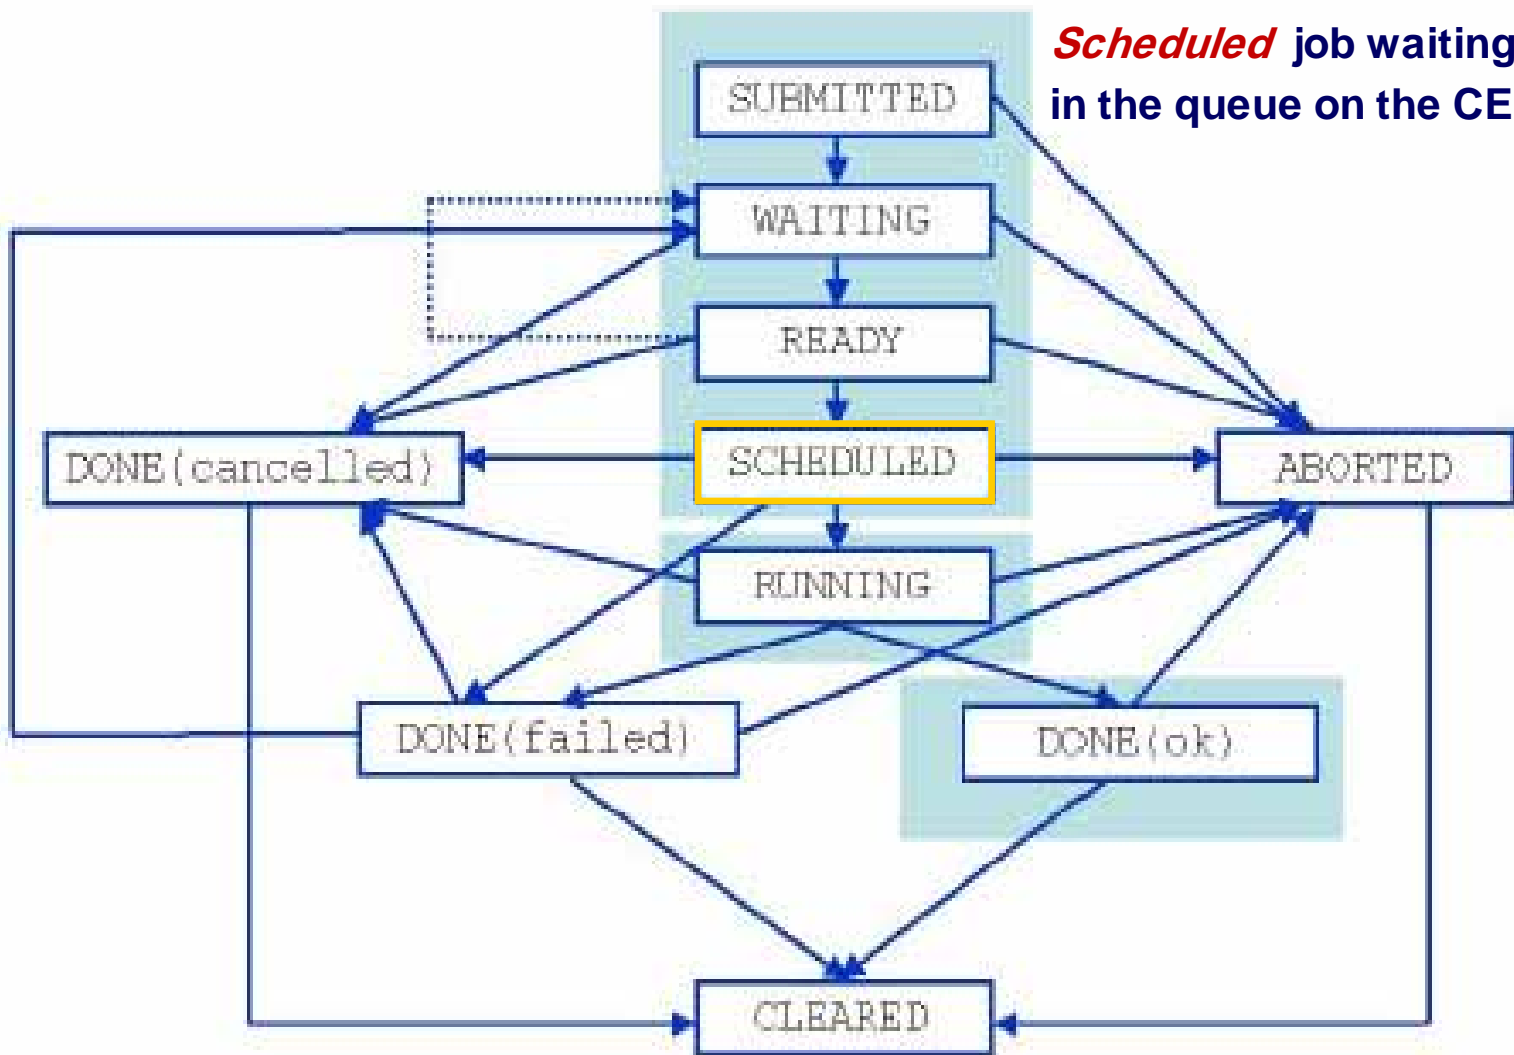 Scheduled job waiting
in the queue on the CE
SUBMITTED
WAITING
READY
SCHEDULED
DONE(cancelled)
ABORTED
RUNNING
DONE(failed)
DONE(ok)
CLEARED